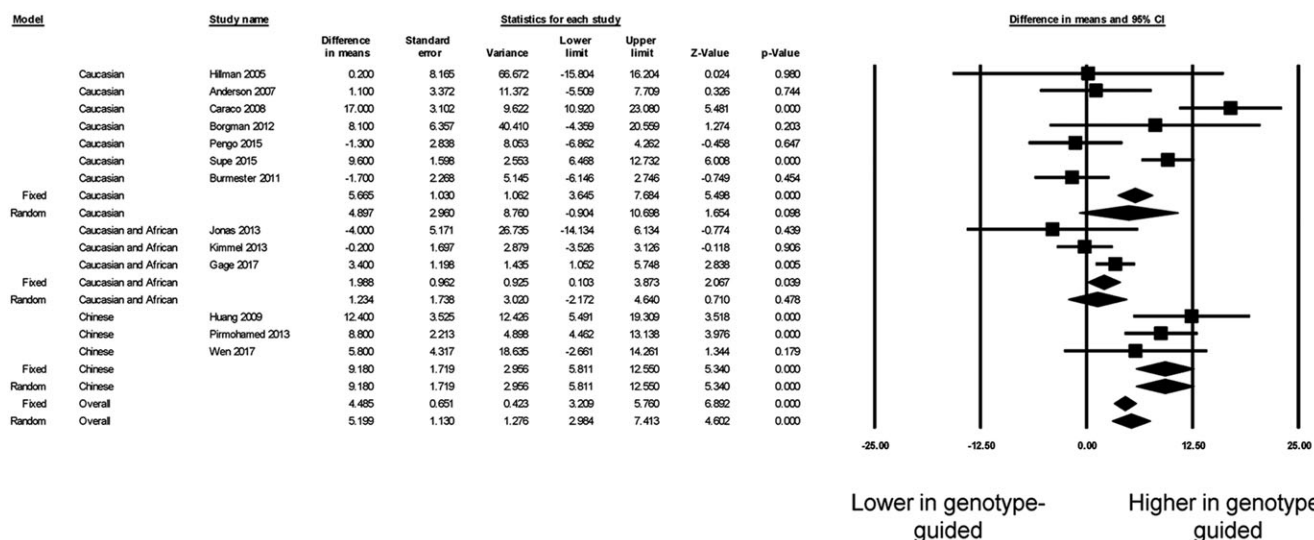 Model Study name Statistics for each study Difference in means and 95% CI
Difference in means Standard error Variance Lower limit Upper limit Z-Value p-Value
Caucasian Hillman 2005 0.200 8.165 66.672 -15.804 16.204 0.024 0.980
Caucasian Anderson 2007 1.100 3.372 11.372 -5.509 7.709 0.326 0.744
Caucasian Caraco 2008 17.000 3.102 9.622 10.920 23.080 5.481 0.000
Caucasian Borgman 2012 8.100 6.357 40.410 -4.359 20.559 1.274 0.203
Caucasian Pengo 2015 -1.300 2.838 8.053 -6.862 4.262 -0.458 0.647
Caucasian Supe 2015 9.600 1.598 2.553 6.468 12.732 6.008 0.000
Caucasian Burmester 2011 -1.700 2.268 5.145 -6.146 2.746 -0.749 0.454
Fixed Caucasian 5.665 1.030 1.062 3.645 7.684 5.498 0.000
Random Caucasian 4.897 2.960 8.760 -0.904 10.698 1.654 0.098
Caucasian and African Jonas 2013 -4.000 5.171 26.735 -14.134 6.134 -0.774 0.439
Caucasian and African Kimmel 2013 -0.200 1.697 2.879 -3.526 3.126 -0.118 0.906
Caucasian and African Gage 2017 3.400 1.198 1.435 1.052 5.748 2.838 0.005
Fixed Caucasian and African 1.988 0.962 0.925 0.103 3.873 2.067 0.039
Random Caucasian and African 1.234 1.738 3.020 -2.172 4.640 0.710 0.478
Chinese Huang 2009 12.400 3.525 12.426 5.491 19.309 3.518 0.000
Chinese Pirmohamed 2013 8.800 2.213 4.898 4.462 13.138 3.976 0.000
Chinese Wen 2017 5.800 4.317 18.635 -2.661 14.261 1.344 0.179
Fixed Chinese 9.180 1.719 2.956 5.811 12.550 5.340 0.000
Random Chinese 9.180 1.719 2.956 5.811 12.550 5.340 0.000
Fixed Overall 4.485 0.651 0.423 3.209 5.760 6.892 0.000
Random Overall 5.199 1.130 1.276 2.984 7.413 4.602 0.000
-25.00 -12.50 0.00 12.50 25.00
Lower in genotype- Higher in genotype
guided guided